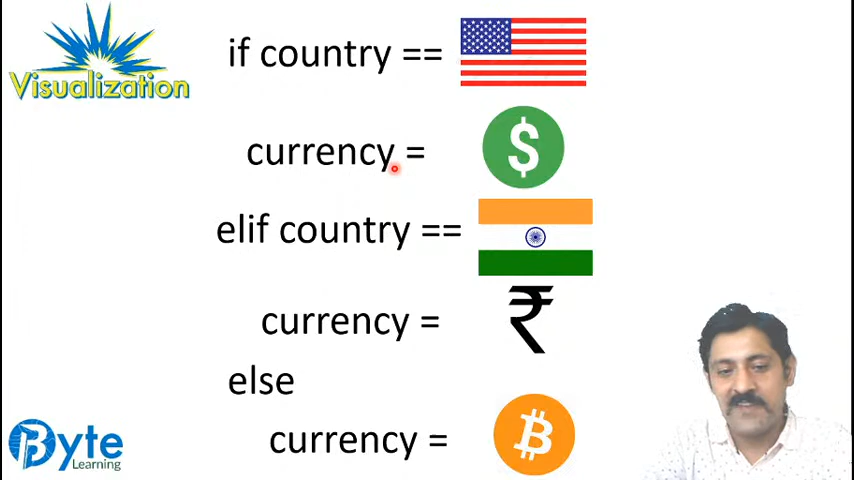 Visualization
if country ==
currency =
$
elif country ==
currency =
₹
else
currency =
₿
Byte
Learning